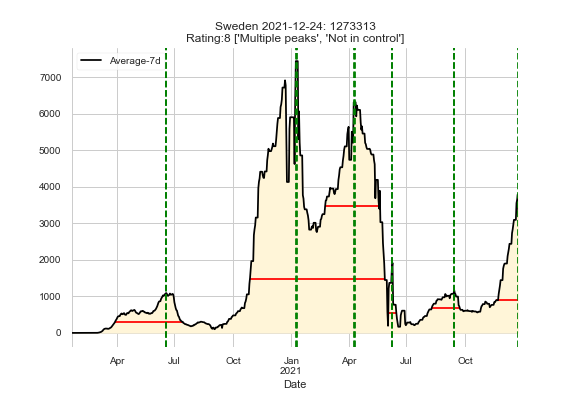 Sweden 2021-12-24: 1273313
Rating:8 ['Multiple peaks', 'Not in control']
Average-7d
7000
6000
5000
4000
3000
2000
1000
0
Apr Jul Oct Jan Apr Jul Oct
2021
Date